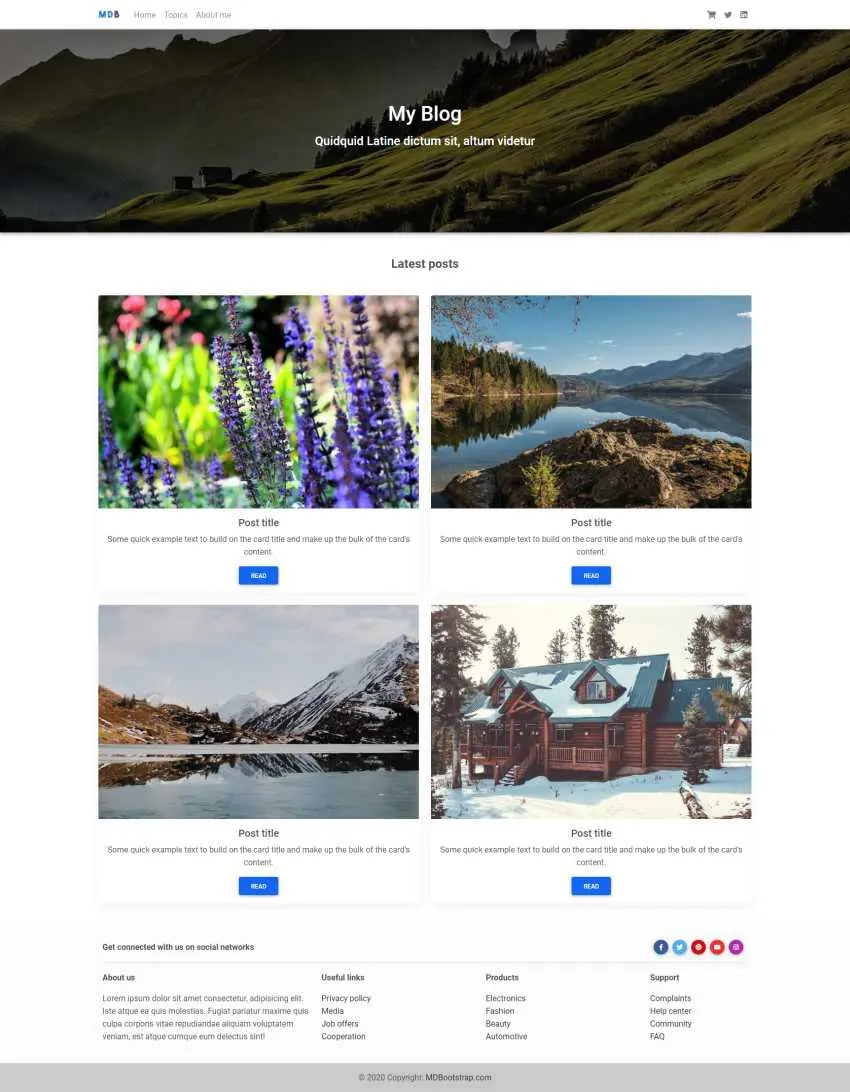 MDB Home Topics About me
My Blog
Quidquid Latine dictum sit, altum videtur
Latest posts
Post title
Some quick example text to build on the card title and make up the bulk of the card's
content.
READ
Post title
Some quick example text to build on the card title and make up the bulk of the card's
content.
READ
Post title
Some quick example text to build on the card title and make up the bulk of the card's
content.
READ
Post title
Some quick example text to build on the card title and make up the bulk of the card's
content.
READ
Get connected with us on social networks
About us
Lorem ipsum dolor sit amet consectetur, adipisicing elit.
Iste atque ea quis molestias. Fugiat pariatur maxime quis
culpa corporis vitae repudiandae aliquam voluptatem
veniam, est atque cumque eum delectus sint!
Useful links
Privacy policy
Media
Job offers
Cooperation
Products
Electronics
Fashion
Beauty
Automotive
Support
Complaints
Help center
Community
FAQ
© 2020 Copyright: MDBootstrap.com